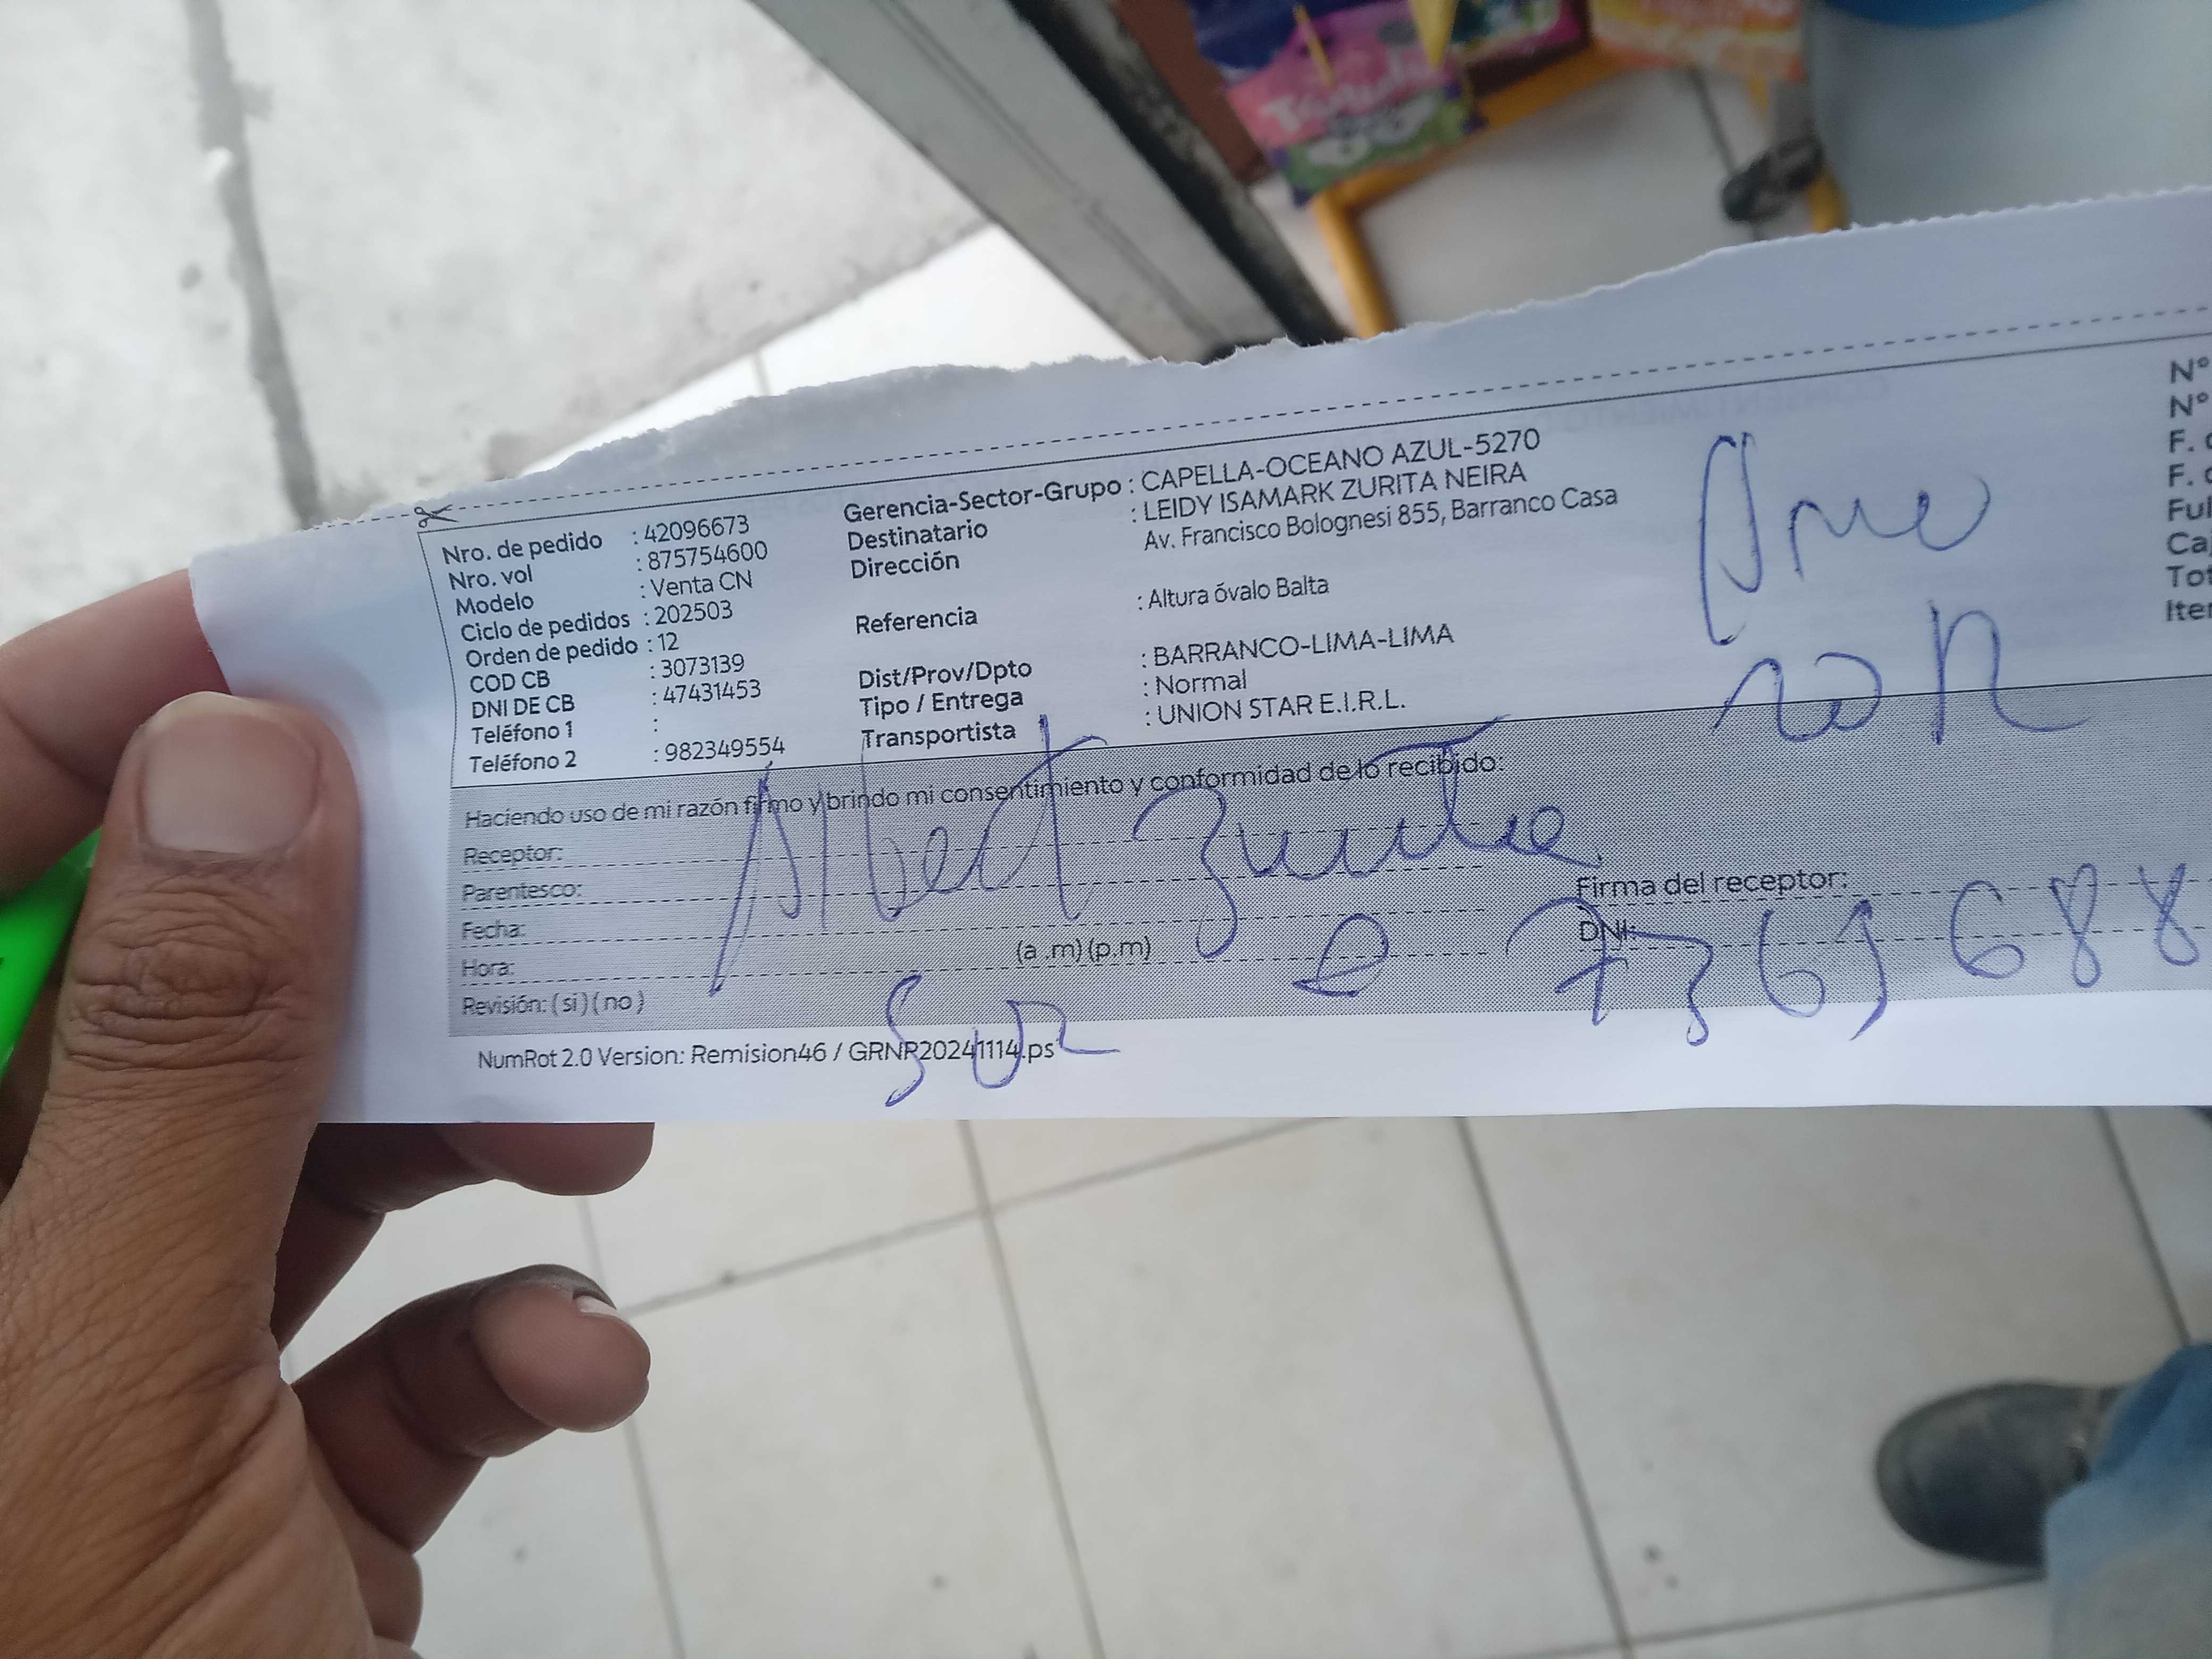 Nro. de pedido : 42096673
Nro. vol : 875754600
Modelo : Venta CN
Ciclo de pedidos : 202503
Orden de pedido : 12
COD CB : 3073139
DNI DE CB : 47431453
Teléfono 1 :
Teléfono 2 : 982349554
Gerencia-Sector-Grupo : CAPELLA-OCEANO AZUL-5270
Destinatario : LEIDY ISAMARK ZURITA NEIRA
Dirección Av. Francisco Bolognesi 855, Barranco Casa
Referencia : Altura óvalo Balta
Dist/Prov/Dpto : BARRANCO-LIMA-LIMA
Tipo / Entrega : Normal
Transportista : UNION STAR E.I.R.L.
N°
N°
F.
F.
Ful
Caj
Tot
Iter
Haciendo uso de mi razón firmo y brindo mi consentimiento y conformidad de lo recibido:
Receptor:
Parentesco:
Fecha:
Hora: (a .m) (p.m)
Revisión: ( si ) ( no )
Firma del receptor:
DNI:
Albert Zurita
NumRot 2.0 Version: Remision46 / GRNP20241114.ps